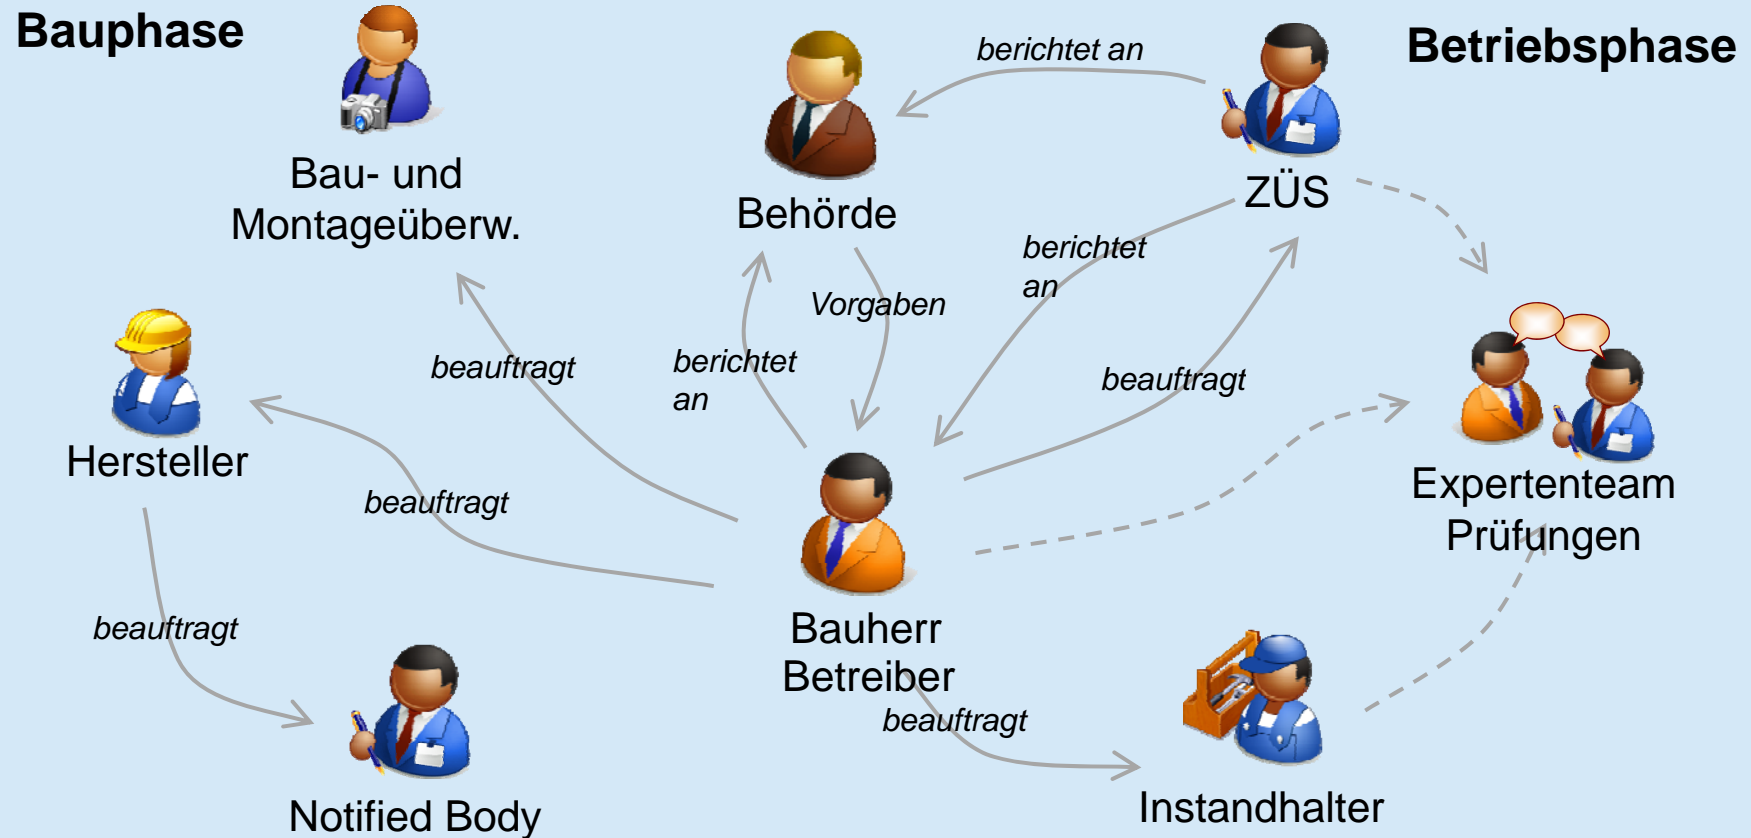 Bauphase
Betriebsphase
berichtet an
Bau- und
Montageüberw.
Behörde
ZÜS
berichtet
an
Vorgaben
beauftragt
berichtet
an
beauftragt
Hersteller
beauftragt
Expertenteam
Prüfungen
beauftragt
Bauherr
Betreiber
beauftragt
Notified Body
Instandhalter